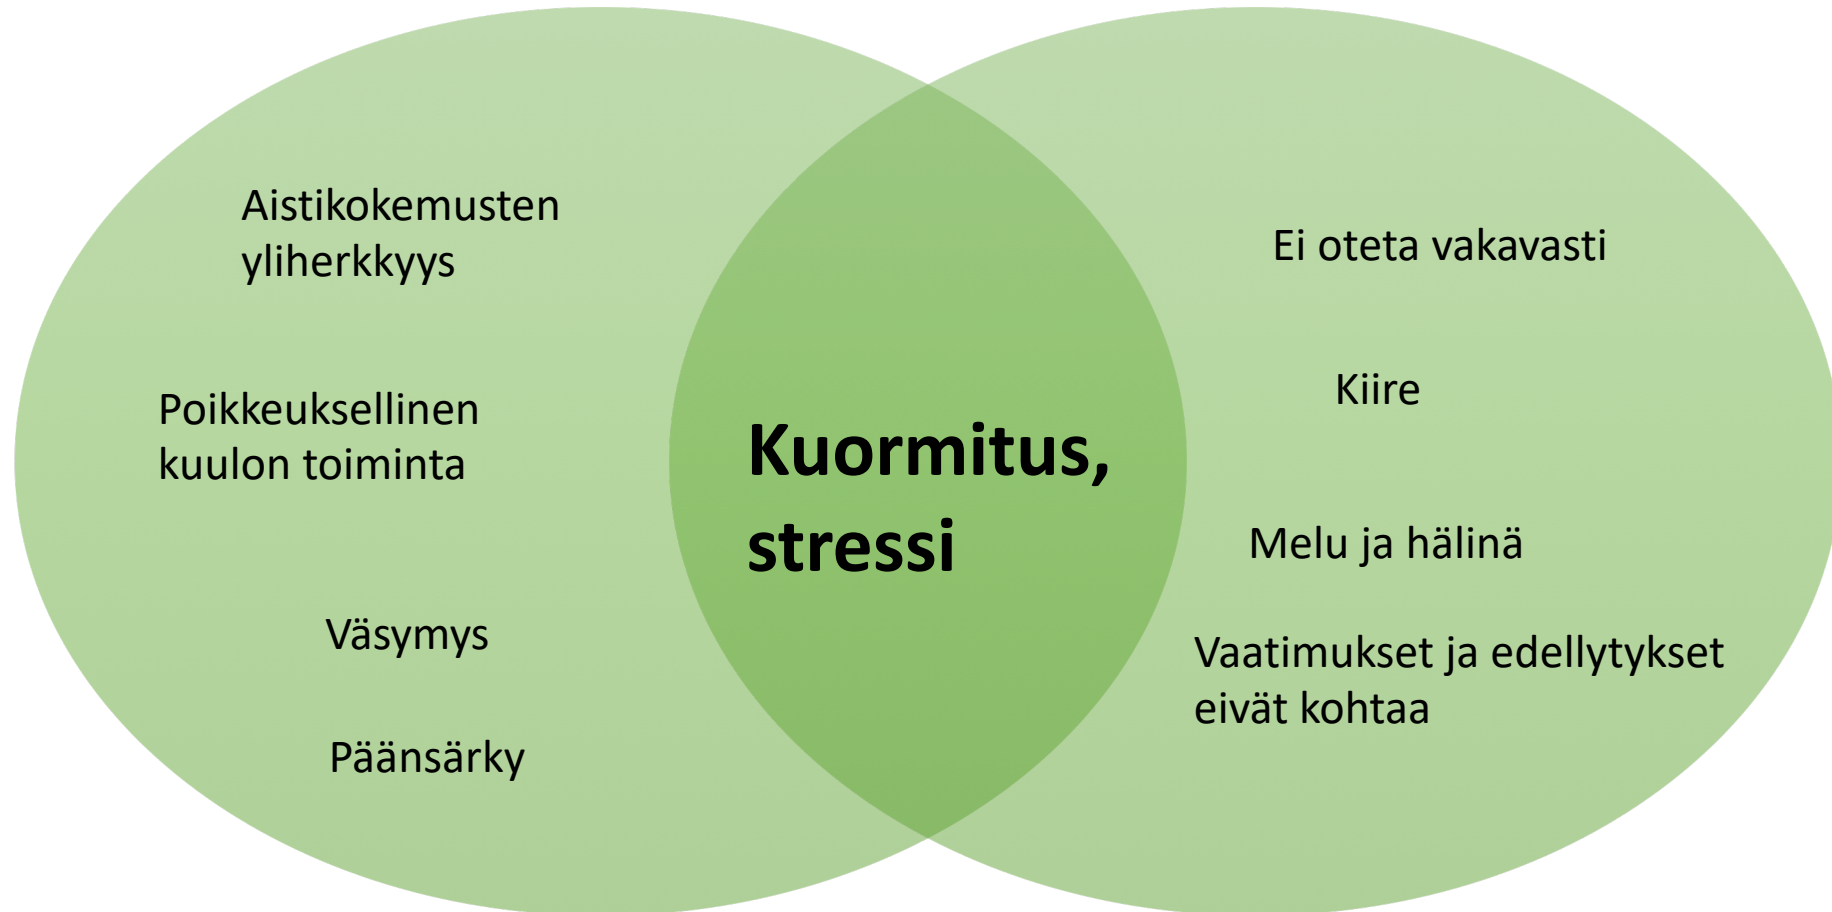 Aistikokemusten
yliherkkyys
Poikkeuksellinen
kuulon toiminta
Väsymys
Päänsärky
Kuormitus,
stressi
Ei oteta vakavasti
Kiire
Melu ja hälinä
Vaatimukset ja edellytykset
eivät kohtaa